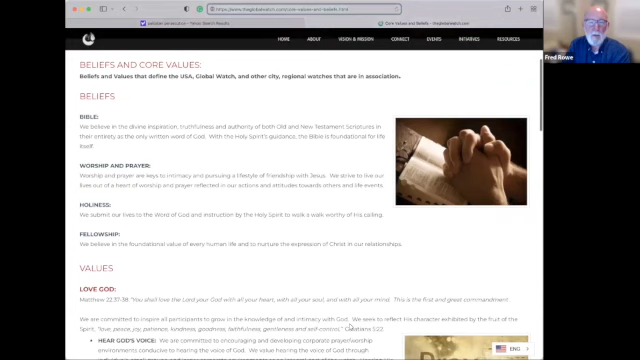 https://www.theglobalwatch.com/core-values-and-beliefs.html
Core Values and Beliefs
HOME ABOUT VISION & MISSION CONNECT EVENTS INITIATIVES RESOURCES
Fred Rowe
BELIEFS AND CORE VALUES:
Beliefs and Values that define the USA, Global Watch, and other city, regional watches that are in association.
BELIEFS
BIBLE:
We believe in the divine inspiration, truthfulness and authority of both Old and New Testament Scriptures
in their entirety as the only written word of God. With the Holy Spirit's guidance, the Bible is foundational for life
itself.
WORSHIP AND PRAYER:
Worship and prayer are keys to intimacy and pursuing a lifestyle of friendship with Jesus. We strive to live our
lives out of a heart of worship and prayer reflected in our actions and attitudes towards others and life events.
HOLINESS:
We submit our lives to the Word of God and instruction by the Holy Spirit to walk a walk worthy of His calling.
FELLOWSHIP:
We believe in the foundational value of every human life and to nurture the expression of Christ in our relationships.
VALUES
LOVE GOD:
Matthew 22:37-38, "You shall love the Lord your God with all your heart, with all your soul, and with all your mind. This is the first and great commandment."
We are committed to inspire all participants to grow in the knowledge of and intimacy with God. We seek to reflect His character exhibited by the fruit of the
Spirit, "love, peace, joy, patience, kindness, goodness, faithfulness, gentleness and self-control," Galatians 5:22.
• HEAR GOD'S VOICE: We are committed to encouraging and developing corporate prayer/worship
environments conducive to hearing the voice of God. We value hearing the voice of God through
ENG